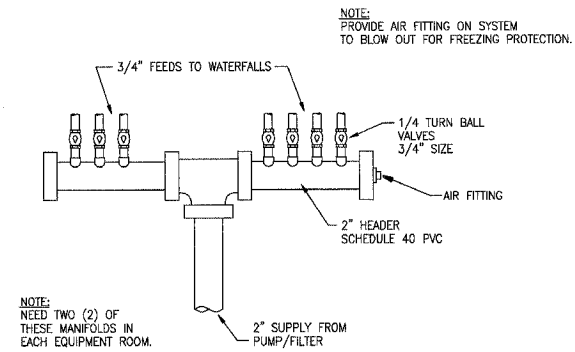 NOTE:
PROVIDE AIR FITTING ON SYSTEM
TO BLOW OUT FOR FREEZING PROTECTION.
3/4" FEEDS TO WATERFALLS
1/4 TURN BALL
VALVES
3/4" SIZE
AIR FITTING
2" HEADER
SCHEDULE 40 PVC
NOTE:
NEED TWO (2) OF
THESE MANIFOLDS IN
EACH EQUIPMENT ROOM.
2" SUPPLY FROM
PUMP/FILTER